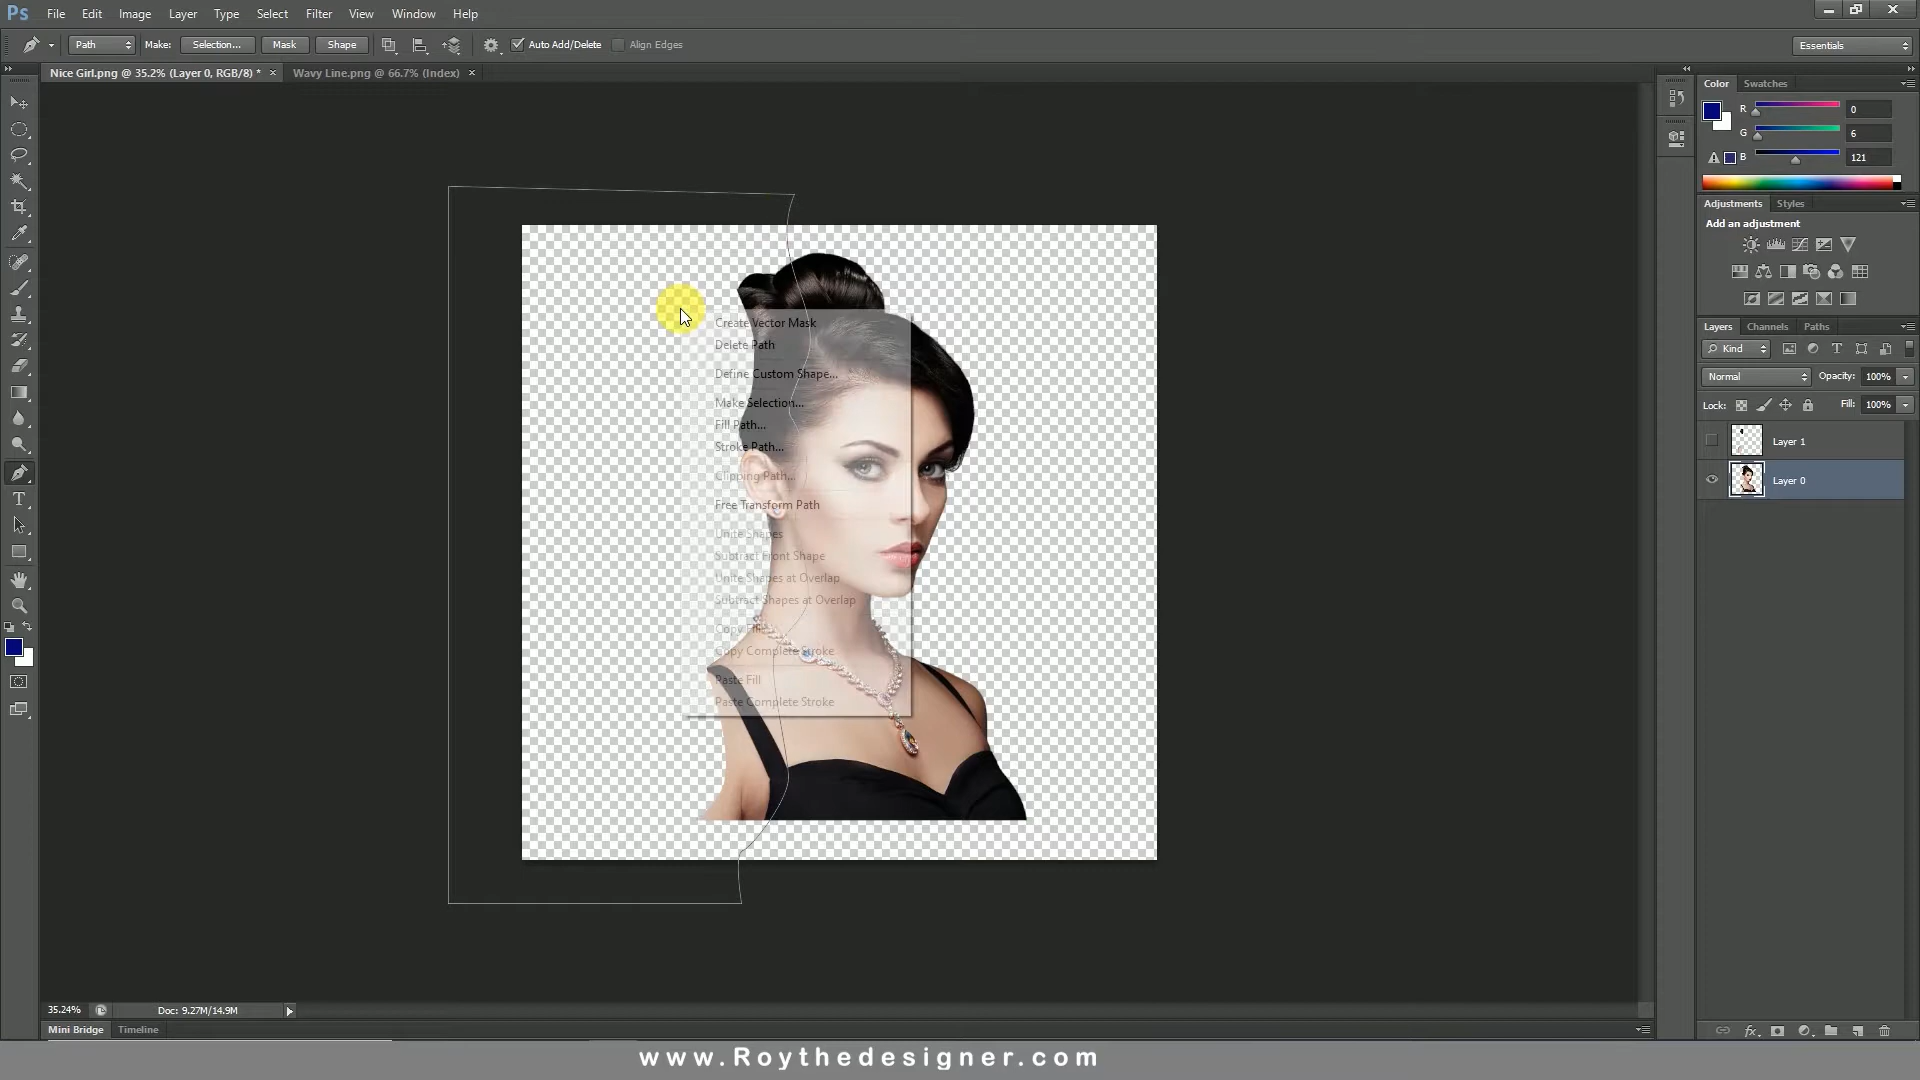 Ps File Edit Image Layer Type Select Filter View Window Help
Path Make: Selection... Mask Shape Auto Add/Delete Align Edges Essentials
Nice Girl.png @ 35.2% (Layer 0, RGB/8) * × Wavy Line.png @ 66.7% (Index) ×
Color Swatches
R 0
G 6
B 121
Adjustments Styles
Add an adjustment
Layers Channels Paths
Kind
Normal Opacity: 100%
Lock: Fill: 100%
Layer 1
Layer 0
Create Vector Mask
Delete Path
Define Custom Shape...
Make Selection...
Fill Path...
Stroke Path...
Clipping Path...
Free Transform Path
Unite Shapes
Subtract Front Shape
Unite Shapes at Overlap
Subtract Shapes at Overlap
Copy Fill
Copy Complete Stroke
Paste Fill
Paste Complete Stroke
35.24% Doc: 9.27M/14.9M
Mini Bridge Timeline
www.Roythedesigner.com